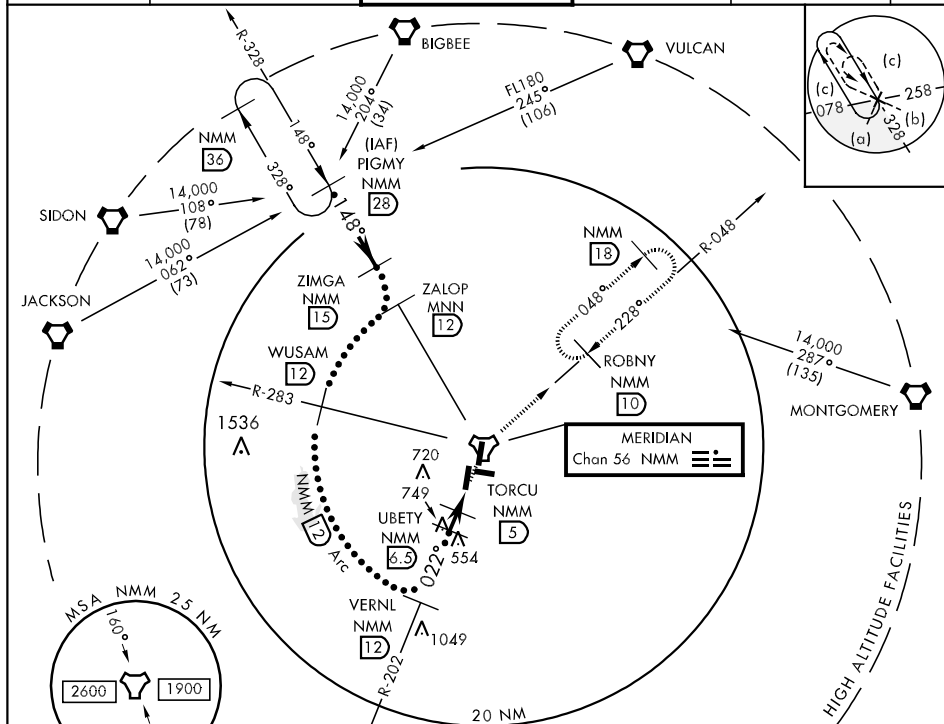 R-328
BIGBEE
VULCAN
14,000
204°
(34)
FL180
245°
(106)
(c)
(c)
078
258
(b)
(a)
328
NMM
36
148°
328°
(IAF)
PIGMY
NMM
28
148°
SIDON
14,000
108°
(78)
14,000
062°
(73)
JACKSON
ZIMGA
NMM
15
ZALOP
MNN
12
NMM
18
R-048
048°
228°
WUSAM
12
R-283
ROBNY
NMM
10
14,000
287°
(135)
MONTGOMERY
1536
MERIDIAN
Chan 56 NMM
720
749
TORCU
NMM
5
UBETY
NMM
6.5
554
NMM 12 Arc
022°
VERNL
NMM
12
1049
R-202
MSA NMM 25 NM
160°
2600
1900
20 NM
HIGH ALTITUDE FACILITIES